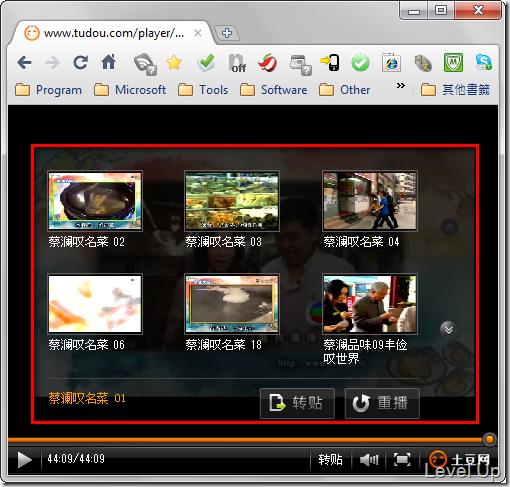 www.tudou.com/player/...
off
Program
Microsoft
Tools
Software
Other
»
其他書籤
蔡澜叹名菜 02
蔡澜叹名菜 03
蔡澜叹名菜 04
蔡澜叹名菜 06
蔡澜叹名菜 18
蔡澜品味09丰俭
叹世界
http://www.
蔡澜叹名菜 01
转贴
重播
44:09/44:09
转贴
土豆网
Level Up